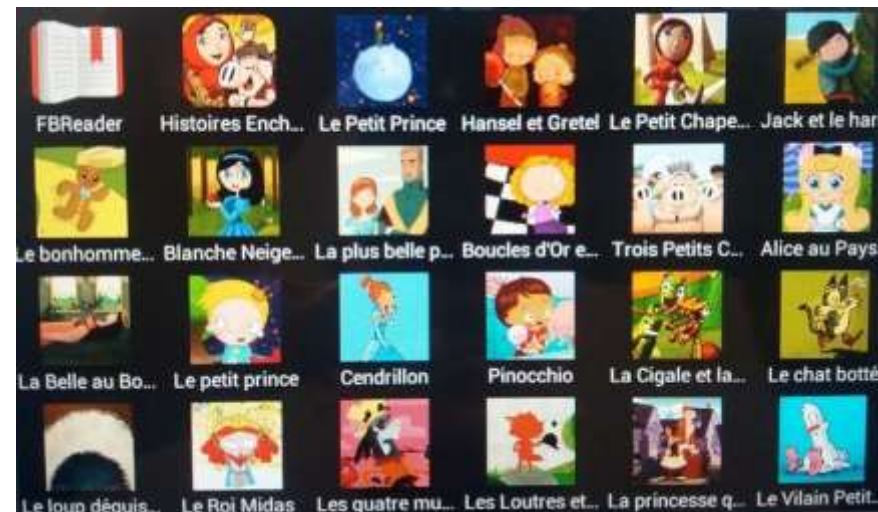 FBReader
Histoires Ench...
Le Petit Prince
Hansel et Gretel
Le Petit Chape...
Jack et le har
Le bonhomme...
Blanche Neige...
La plus belle p...
Boucles d'Or e...
Trois Petits C...
Alice au Pays
La Belle au Bo...
Le petit prince
Cendrillon
Pinocchio
La Cigale et la...
Le chat botté
Le loup déguis...
Le Roi Midas
Les quatre mu...
Les Loutres et...
La princesse q...
Le Vilain Petit...